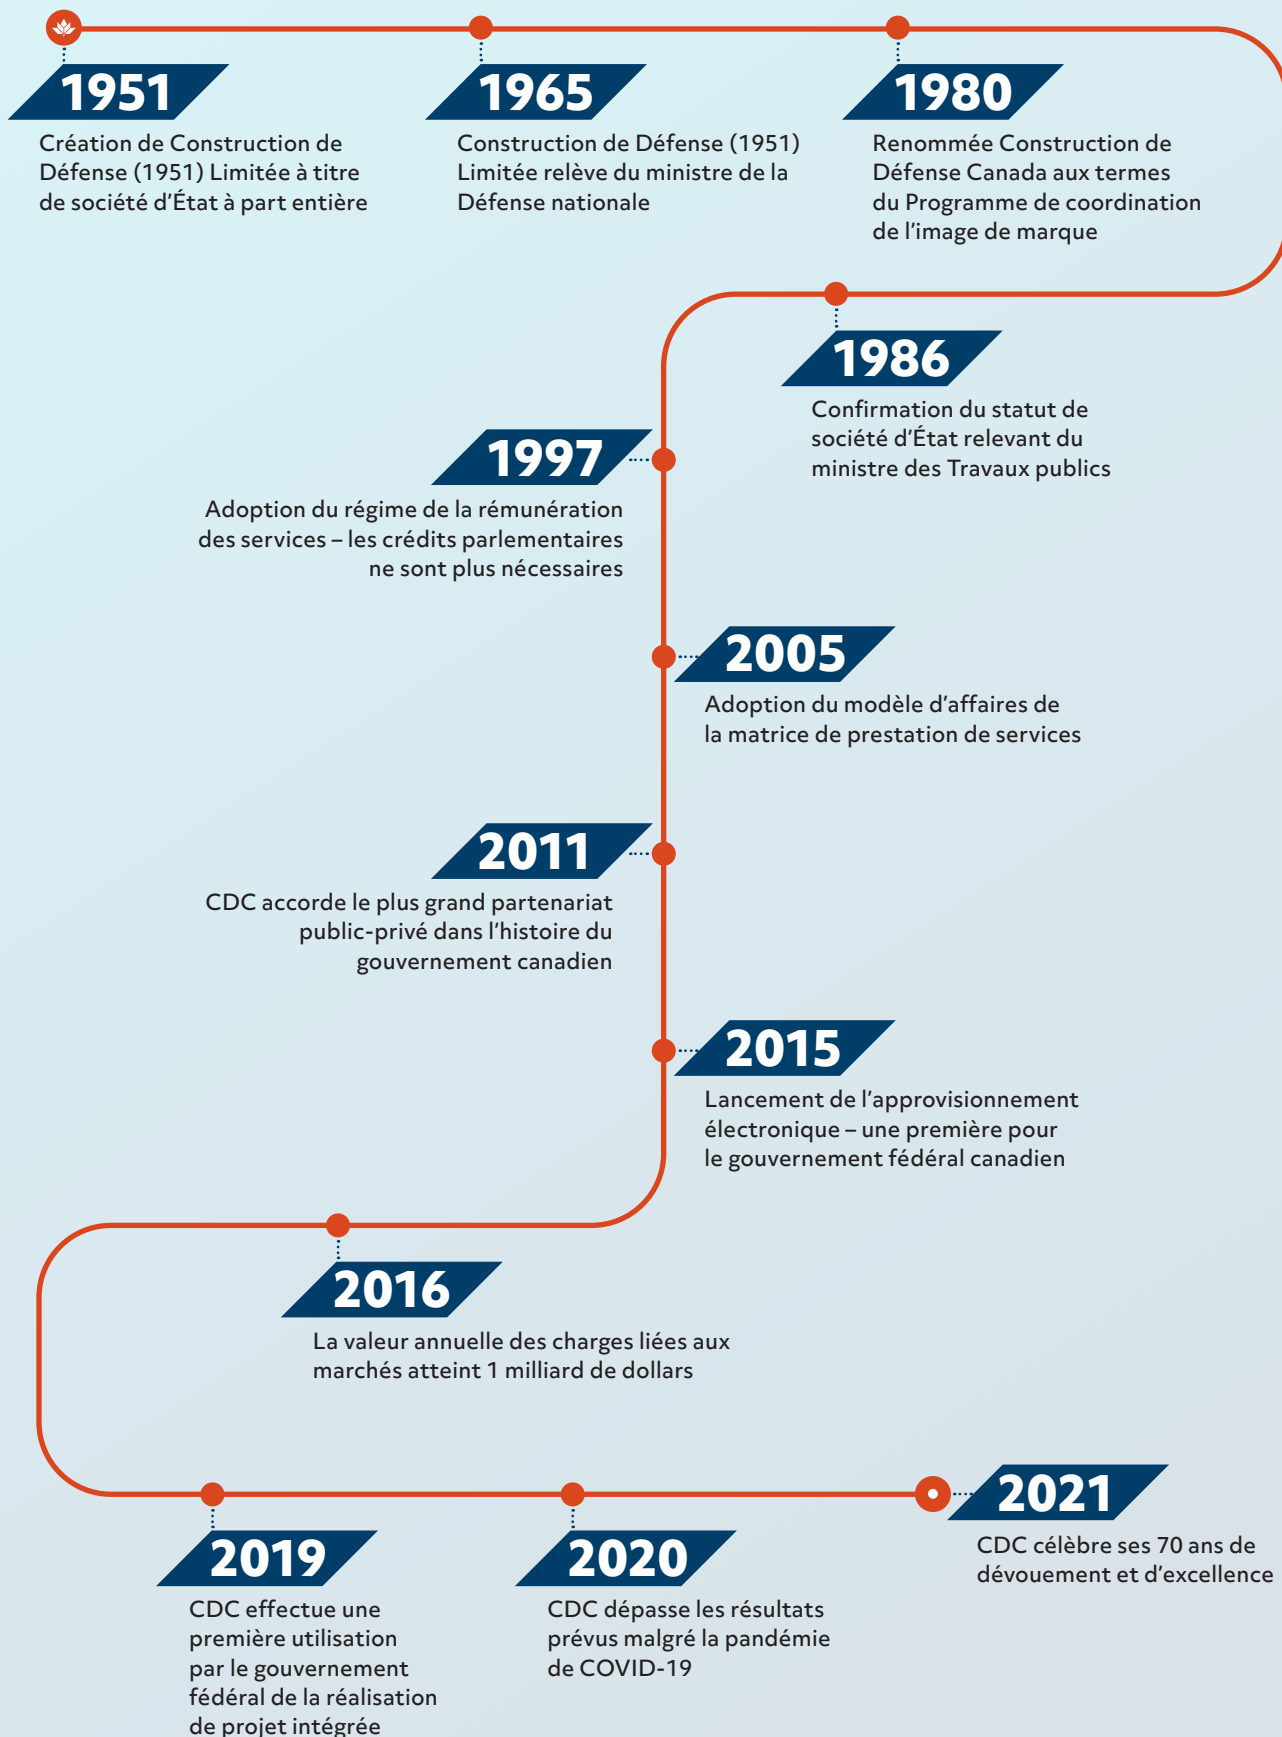 1951
Création de Construction de
Défense (1951) Limitée à titre
de société d'État à part entière
1965
Construction de Défense (1951)
Limitée relève du ministre de la
Défense nationale
1980
Renommée Construction de
Défense Canada aux termes
du Programme de coordination
de l'image de marque
1986
Confirmation du statut de
société d'État relevant du
ministre des Travaux publics
1997
Adoption du régime de la rémunération
des services – les crédits parlementaires
ne sont plus nécessaires
2005
Adoption du modèle d'affaires de
la matrice de prestation de services
2011
CDC accorde le plus grand partenariat
public-privé dans l'histoire du
gouvernement canadien
2015
Lancement de l'approvisionnement
électronique – une première pour
le gouvernement fédéral canadien
2016
La valeur annuelle des charges liées aux
marchés atteint 1 milliard de dollars
2019
CDC effectue une
première utilisation
par le gouvernement
fédéral de la réalisation
de projet intégrée
2020
CDC dépasse les résultats
prévus malgré la pandémie
de COVID-19
2021
CDC célèbre ses 70 ans de
dévouement et d'excellence